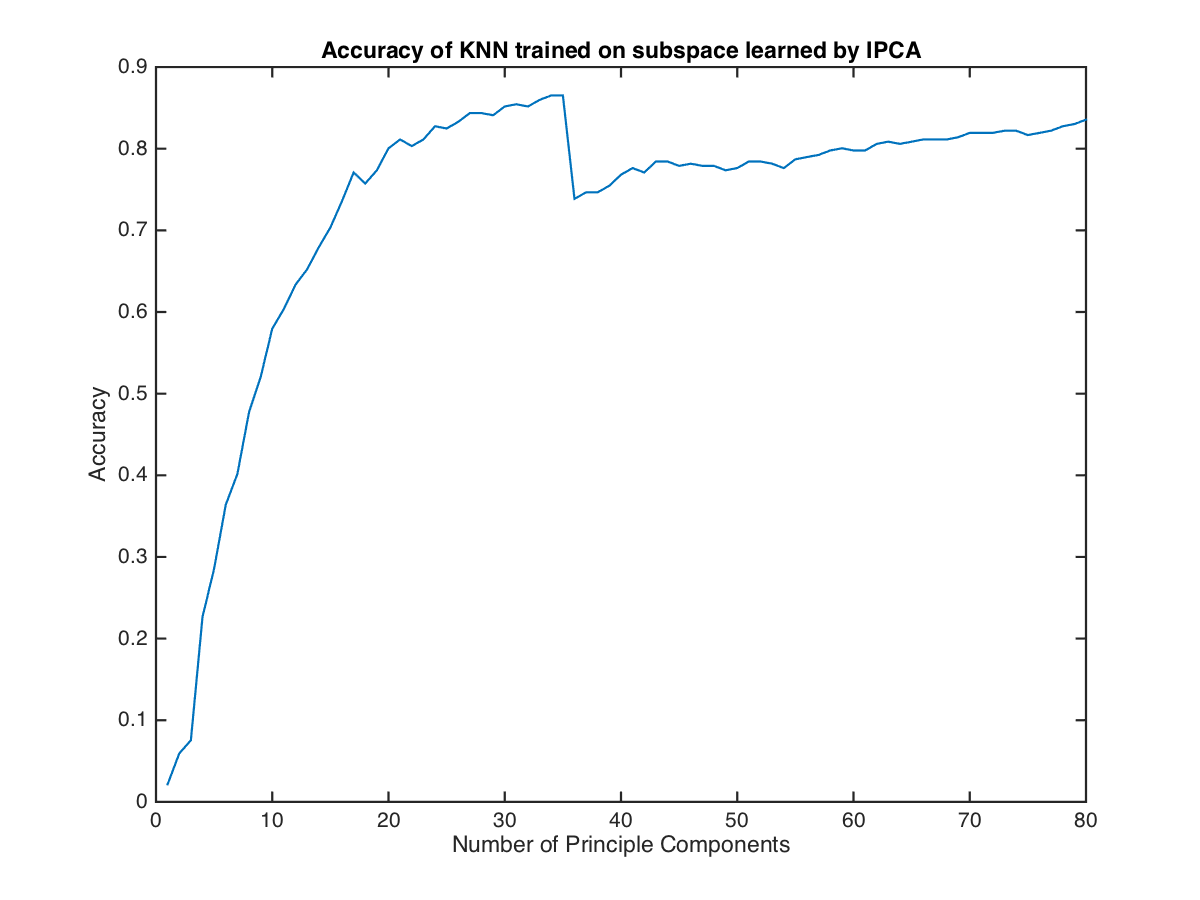 Accuracy of KNN trained on subspace learned by IPCA
0.9
0.8
0.7
0.6
0.5
0.4
0.3
0.2
0.1
0
Accuracy
0 10 20 30 40 50 60 70 80
Number of Principle Components